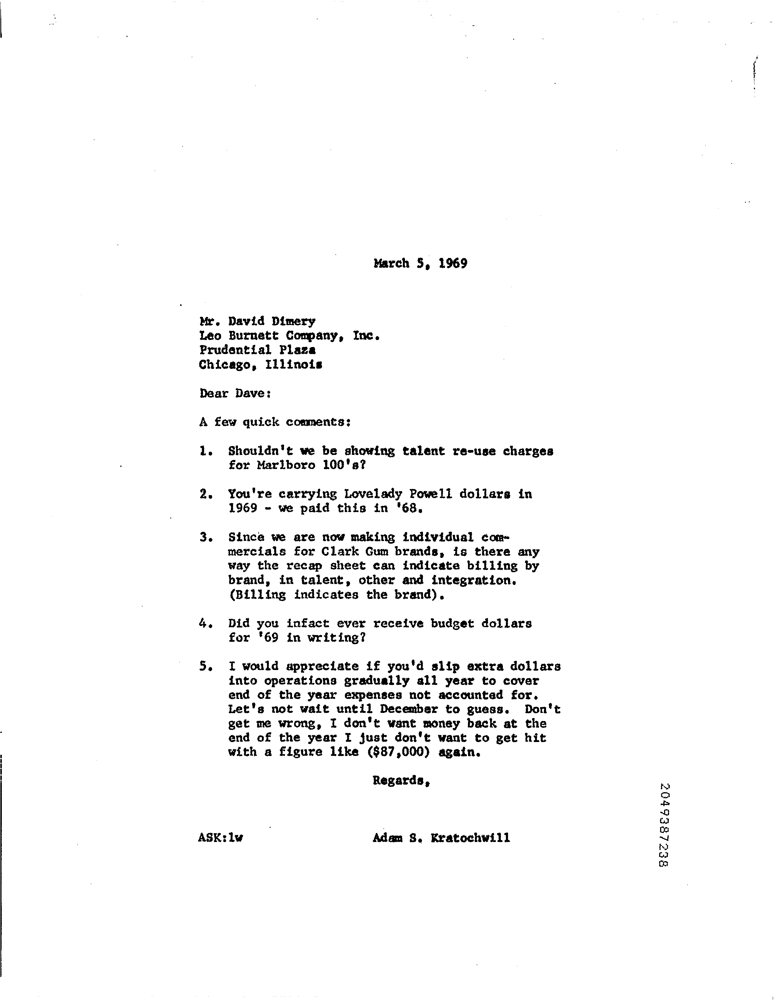 March 5, 1969
Mr. David Dimery
Leo Burnett Company, Inc.
Prudential Plaza
Chicago, Illinois
Dear Dave:
A few quick comments:
1. Shouldn't we be showing talent re-use charges
for Marlboro 100's?
2. You're carrying Lovelady Powell dollars in
1969 - we paid this in '68.
3. Since we are now making individual com-
mercials for Clark Gum brands, is there any
way the recap sheet can indicate billing by
brand, in talent, other and integration.
(Billing indicates the brand).
4. Did you infact ever receive budget dollars
for '69 in writing?
5. I would appreciate if you'd slip extra dollars
into operations gradually all year to cover
end of the year expenses not accounted for.
Let's not wait until December to guess. Don't
get me wrong, I don't want money back at the
end of the year I just don't want to get hit
with a figure like ($87,000) again.
Regards,
ASK:lw Adam S. Kratochwill
2049387238